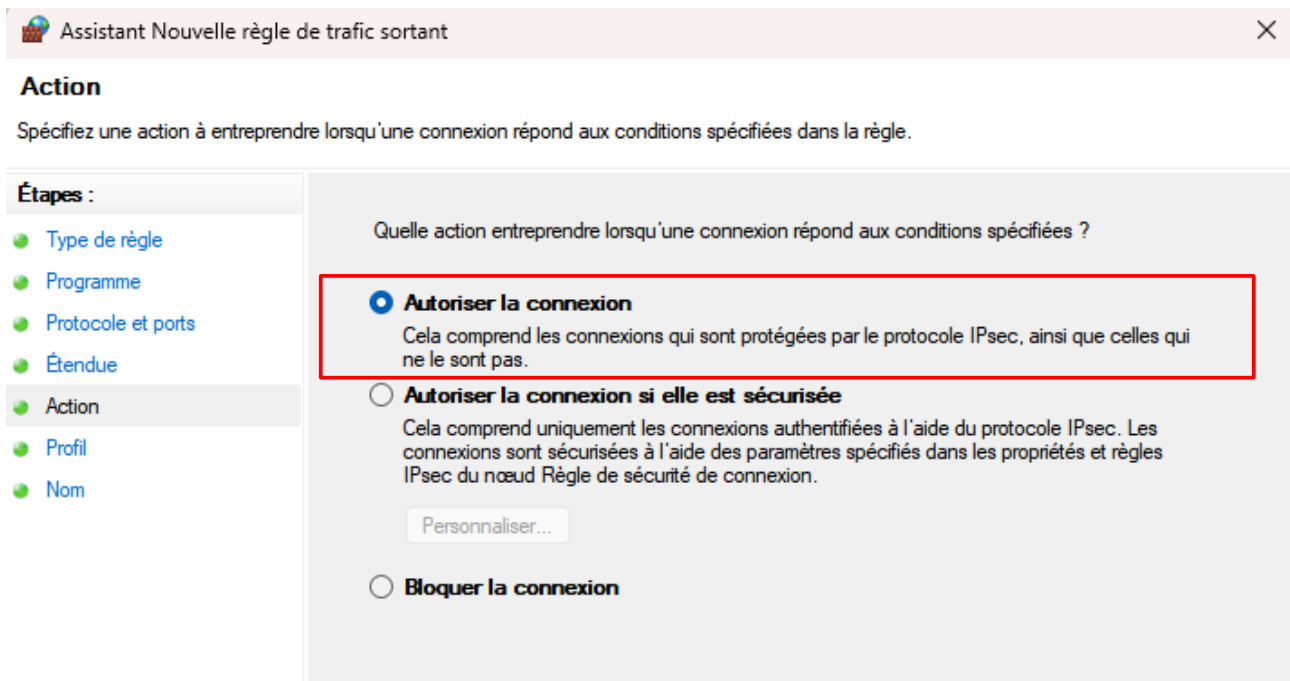 Assistant Nouvelle règle de trafic sortant
Action
Spécifiez une action à entreprendre lorsqu'une connexion répond aux conditions spécifiées dans la règle.
Étapes :
Type de règle
Programme
Protocole et ports
Étendue
Action
Profil
Nom
Quelle action entreprendre lorsqu'une connexion répond aux conditions spécifiées ?
Autoriser la connexion
Cela comprend les connexions qui sont protégées par le protocole IPsec, ainsi que celles qui
ne le sont pas.
Autoriser la connexion si elle est sécurisée
Cela comprend uniquement les connexions authentifiées à l'aide du protocole IPsec. Les
connexions sont sécurisées à l'aide des paramètres spécifiés dans les propriétés et règles
IPsec du nœud Règle de sécurité de connexion.
Personnaliser...
Bloquer la connexion